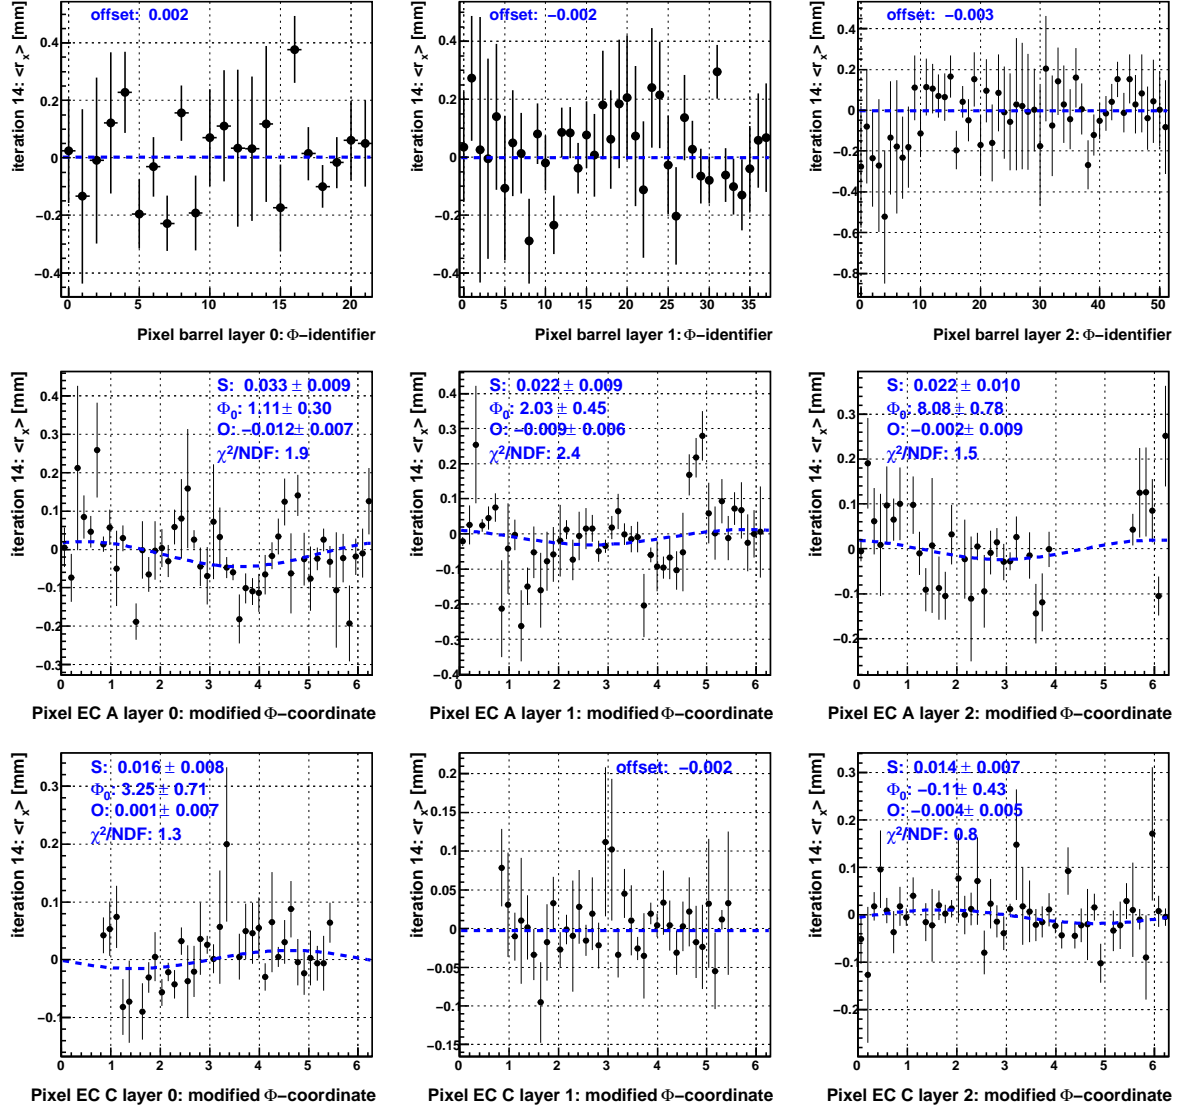 offset: 0.002
iteration 14: <r_x> [mm]
0.4
0.2
0
−0.2
−0.4
0 5 10 15 20
Pixel barrel layer 0: Φ−identifier
offset: −0.002
iteration 14: <r_x> [mm]
0.4
0.2
0
−0.2
−0.4
0 5 10 15 20 25 30 35
Pixel barrel layer 1: Φ−identifier
offset: −0.003
iteration 14: <r_x> [mm]
0.4
0.2
0
−0.2
−0.4
−0.6
−0.8
0 10 20 30 40 50
Pixel barrel layer 2: Φ−identifier
S: 0.033 ± 0.009
Φ₀: 1.11 ± 0.30
O: −0.012 ± 0.007
χ²/NDF: 1.9
iteration 14: <r_x> [mm]
0.4
0.3
0.2
0.1
0
−0.1
−0.2
−0.3
0 1 2 3 4 5 6
Pixel EC A layer 0: modified Φ−coordinate
S: 0.022 ± 0.009
Φ₀: 2.03 ± 0.45
O: −0.009 ± 0.006
χ²/NDF: 2.4
iteration 14: <r_x> [mm]
0.4
0.3
0.2
0.1
0
−0.1
−0.2
−0.3
−0.4
0 1 2 3 4 5 6
Pixel EC A layer 1: modified Φ−coordinate
S: 0.022 ± 0.010
Φ₀: 8.08 ± 0.78
O: −0.002 ± 0.009
χ²/NDF: 1.5
iteration 14: <r_x> [mm]
0.3
0.2
0.1
0
−0.1
−0.2
0 1 2 3 4 5 6
Pixel EC A layer 2: modified Φ−coordinate
S: 0.016 ± 0.008
Φ₀: 3.25 ± 0.71
O: 0.001 ± 0.007
χ²/NDF: 1.3
iteration 14: <r_x> [mm]
0.3
0.2
0.1
0
−0.1
0 1 2 3 4 5 6
Pixel EC C layer 0: modified Φ−coordinate
offset: −0.002
iteration 14: <r_x> [mm]
0.2
0.15
0.1
0.05
0
−0.05
−0.1
−0.15
0 1 2 3 4 5 6
Pixel EC C layer 1: modified Φ−coordinate
S: 0.014 ± 0.007
Φ₀: −0.11 ± 0.43
O: −0.004 ± 0.005
χ²/NDF: 0.8
iteration 14: <r_x> [mm]
0.3
0.2
0.1
0
−0.1
−0.2
0 1 2 3 4 5 6
Pixel EC C layer 2: modified Φ−coordinate